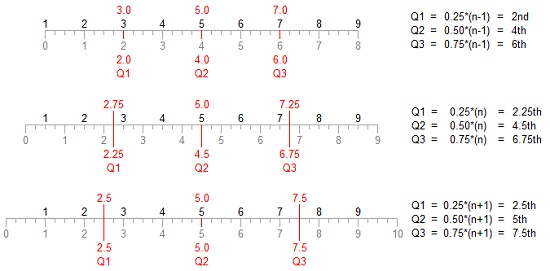 3.0 5.0 7.0
1 2 3 4 5 6 7 8 9
0 1 2 3 4 5 6 7 8
2.0 4.0 6.0
Q1 Q2 Q3
Q1 = 0.25*(n-1) = 2nd
Q2 = 0.50*(n-1) = 4th
Q3 = 0.75*(n-1) = 6th
2.75 5.0 7.25
1 2 3 4 5 6 7 8 9
0 1 2 3 4 5 6 7 8 9
2.25 4.5 6.75
Q1 Q2 Q3
Q1 = 0.25*(n) = 2.25th
Q2 = 0.50*(n) = 4.5th
Q3 = 0.75*(n) = 6.75th
2.5 5.0 7.5
1 2 3 4 5 6 7 8 9
0 1 2 3 4 5 6 7 8 9 10
2.5 5.0 7.5
Q1 Q2 Q3
Q1 = 0.25*(n+1) = 2.5th
Q2 = 0.50*(n+1) = 5th
Q3 = 0.75*(n+1) = 7.5th